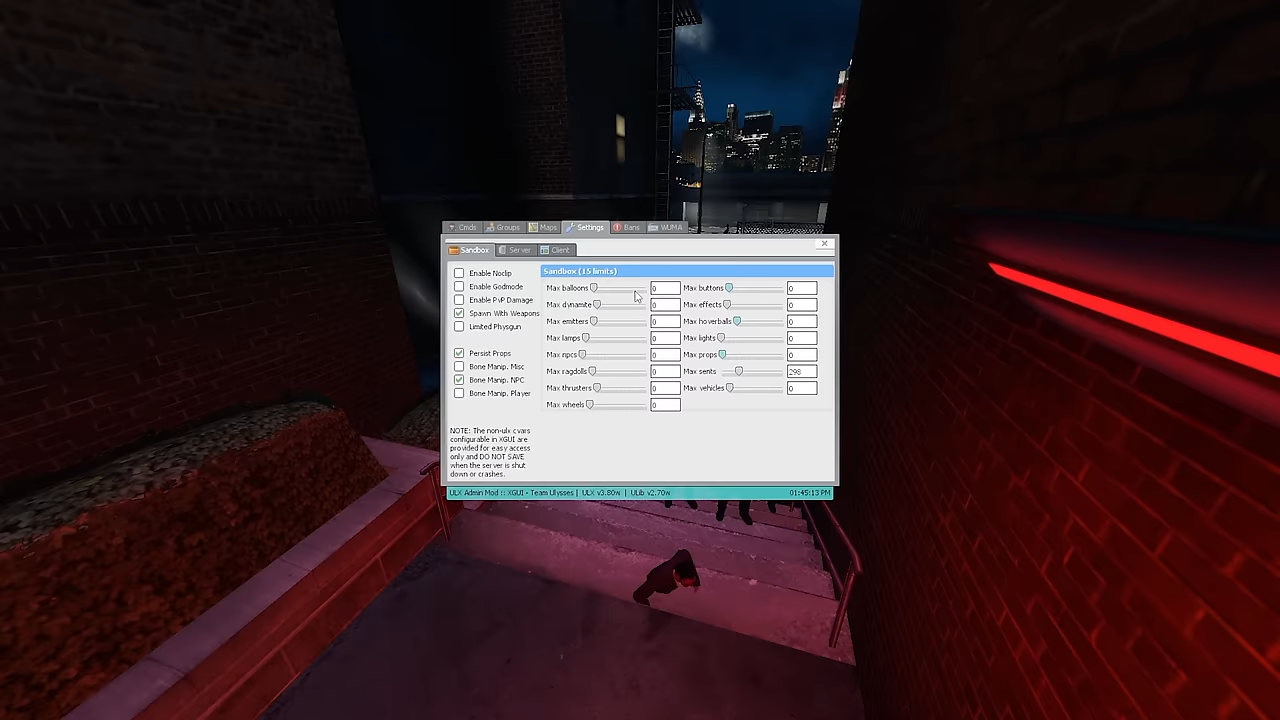 Cmds Groups Maps Settings Bans WUMA
Sandbox Server Client
Enable Noclip
Enable Godmode
Enable PvP Damage
Spawn With Weapons
Limited Physgun
Persist Props
Bone Manip. Misc
Bone Manip. NPC
Bone Manip. Player
NOTE: The non-ulx cvars
configurable in XGUI are
provided for easy access
only and DO NOT SAVE
when the server is shut
down or crashes.
Sandbox (15 limits)
Max balloons 0 Max buttons 0
Max dynamite 0 Max effects 0
Max emitters 0 Max hoverballs 0
Max lamps 0 Max lights 0
Max npcs 0 Max props 0
Max ragdolls 0 Max sents 298
Max thrusters 0 Max vehicles 0
Max wheels 0
ULX Admin Mod :: XGUI - Team Ulysses | ULX v3.80w | ULib v2.70w 01:45:13 PM